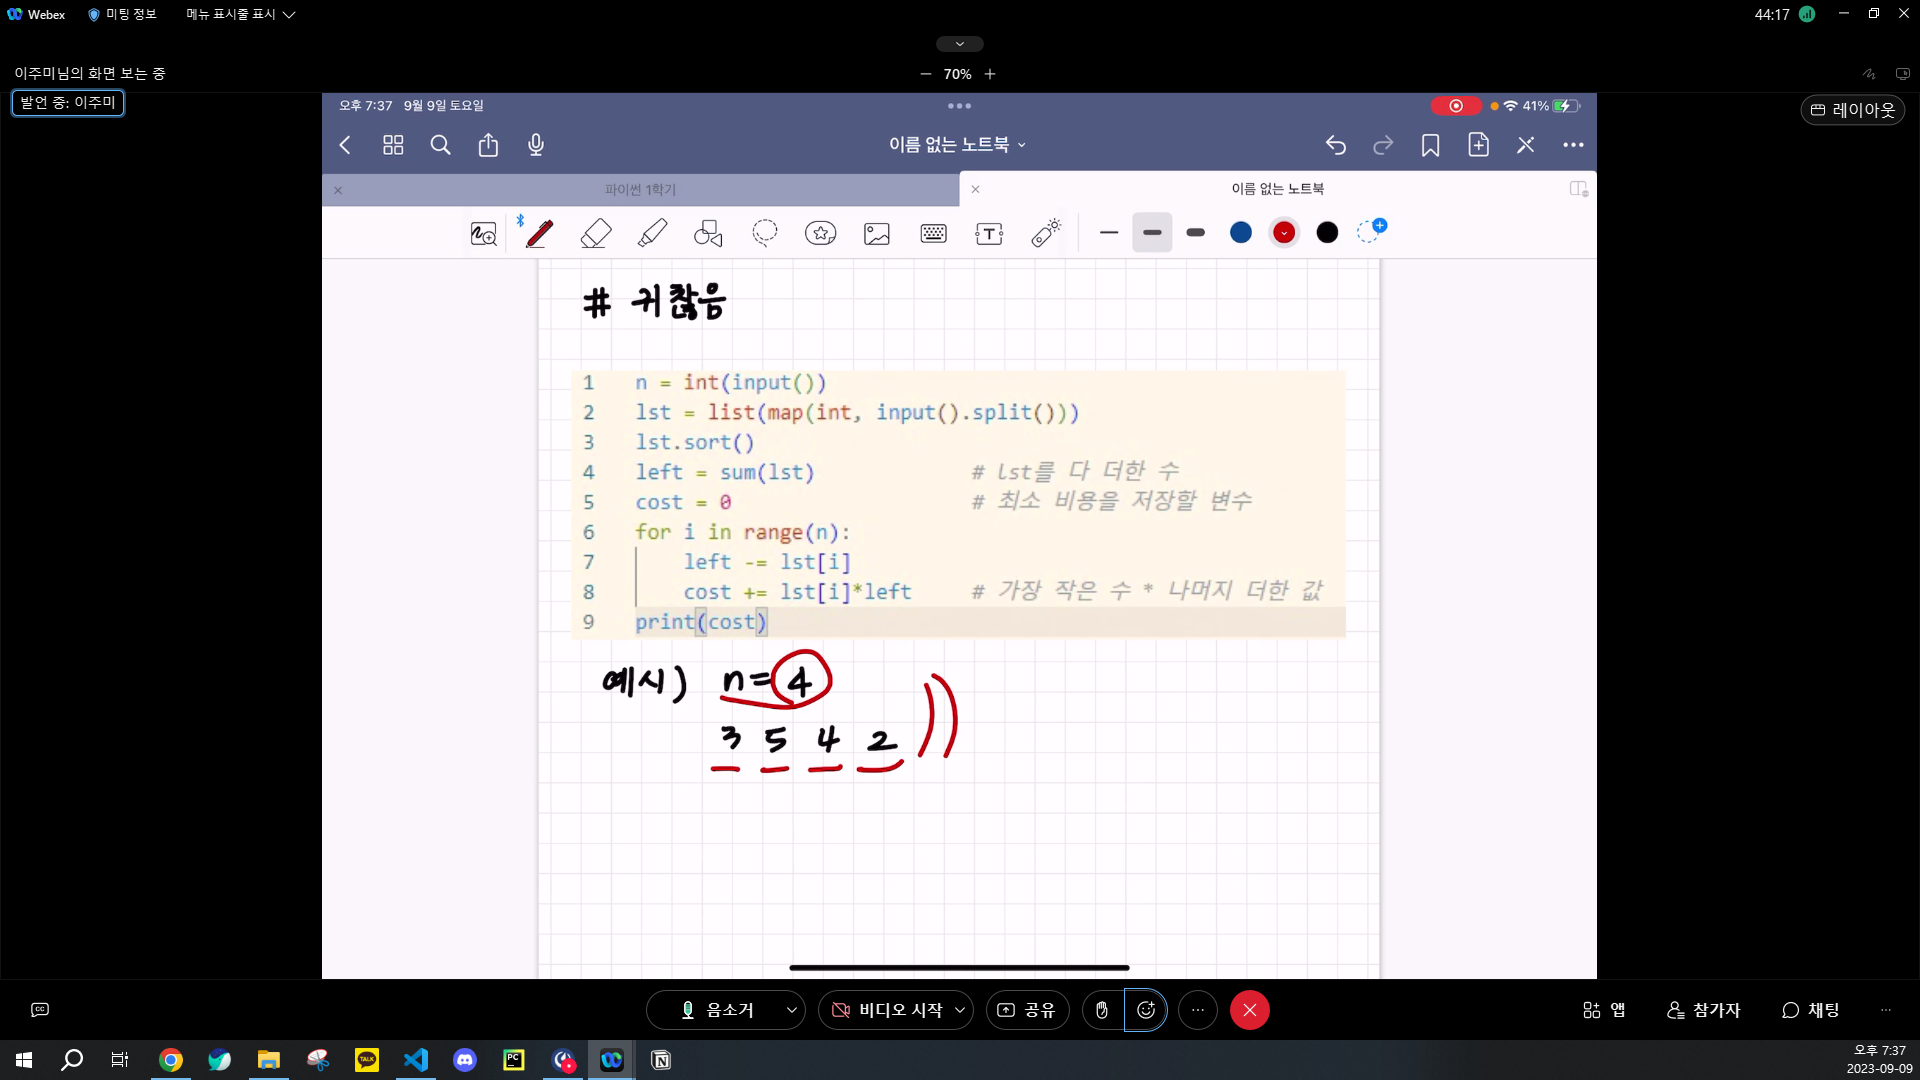 Webex 미팅 정보 메뉴 표시줄 표시 44:17
이주미님의 화면 보는 중 70%
발언 중: 이주미 레이아웃
오후 7:37 9월 9일 토요일 41%
이름 없는 노트북
파이썬 1학기 이름 없는 노트북
# 귀찮음
1 n = int(input())
2 lst = list(map(int, input().split()))
3 lst.sort()
4 left = sum(lst) # lst를 다 더한 수
5 cost = 0 # 최소 비용을 저장할 변수
6 for i in range(n):
7 left -= lst[i]
8 cost += lst[i]*left # 가장 작은 수 * 나머지 더한 값
9 print(cost)
예시) n=4
3 5 4 2
음소거 비디오 시작 공유 앱 참가자 채팅
TALK PC
오후 7:37
2023-09-09